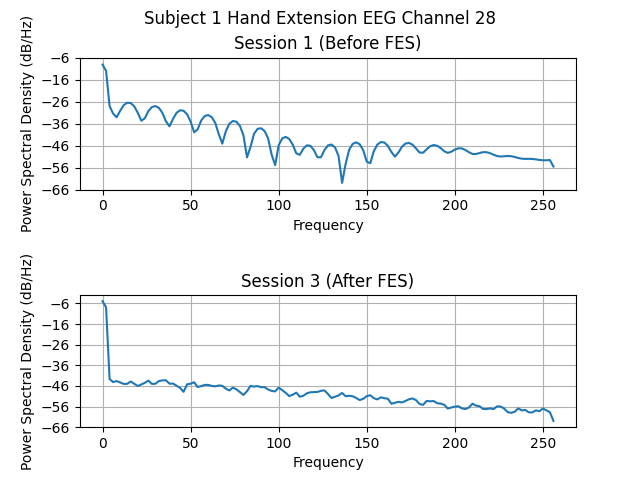 Subject 1 Hand Extension EEG Channel 28
Session 1 (Before FES)
Power Spectral Density (dB/Hz)
−6
−16
−26
−36
−46
−56
−66
0 50 100 150 200 250
Frequency
Session 3 (After FES)
Power Spectral Density (dB/Hz)
−6
−16
−26
−36
−46
−56
−66
0 50 100 150 200 250
Frequency